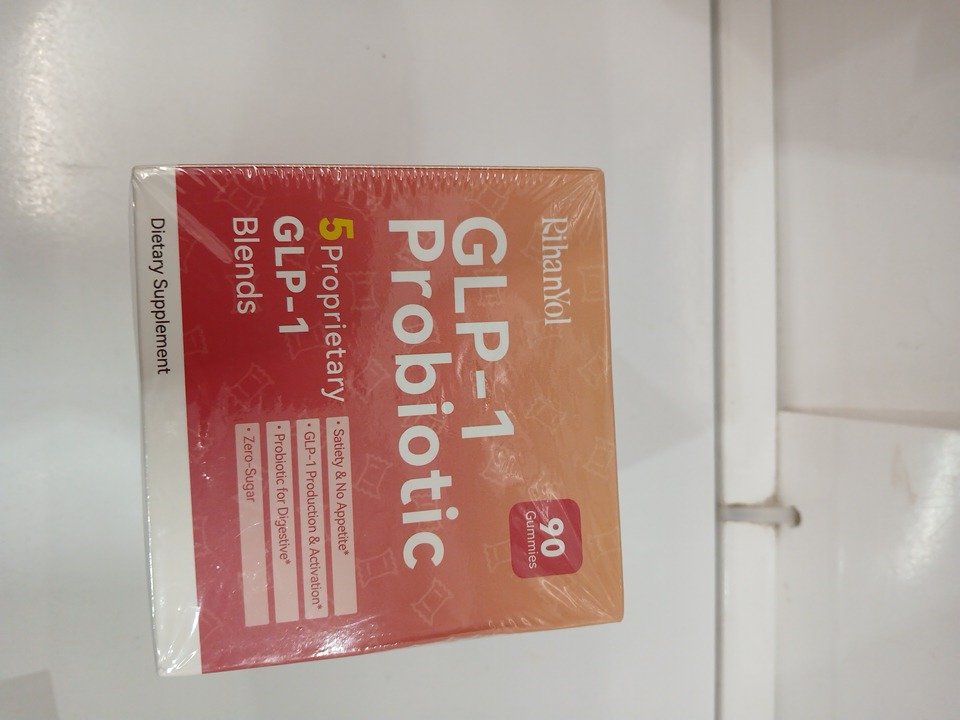 RihanYol
90
Gummies
GLP-1
Probiotic
5 Proprietary
GLP-1
Blends
• Satiety & No Appetite*
• GLP-1 Production & Activation*
• Probiotic for Digestive*
• Zero-Sugar
Dietary Supplement